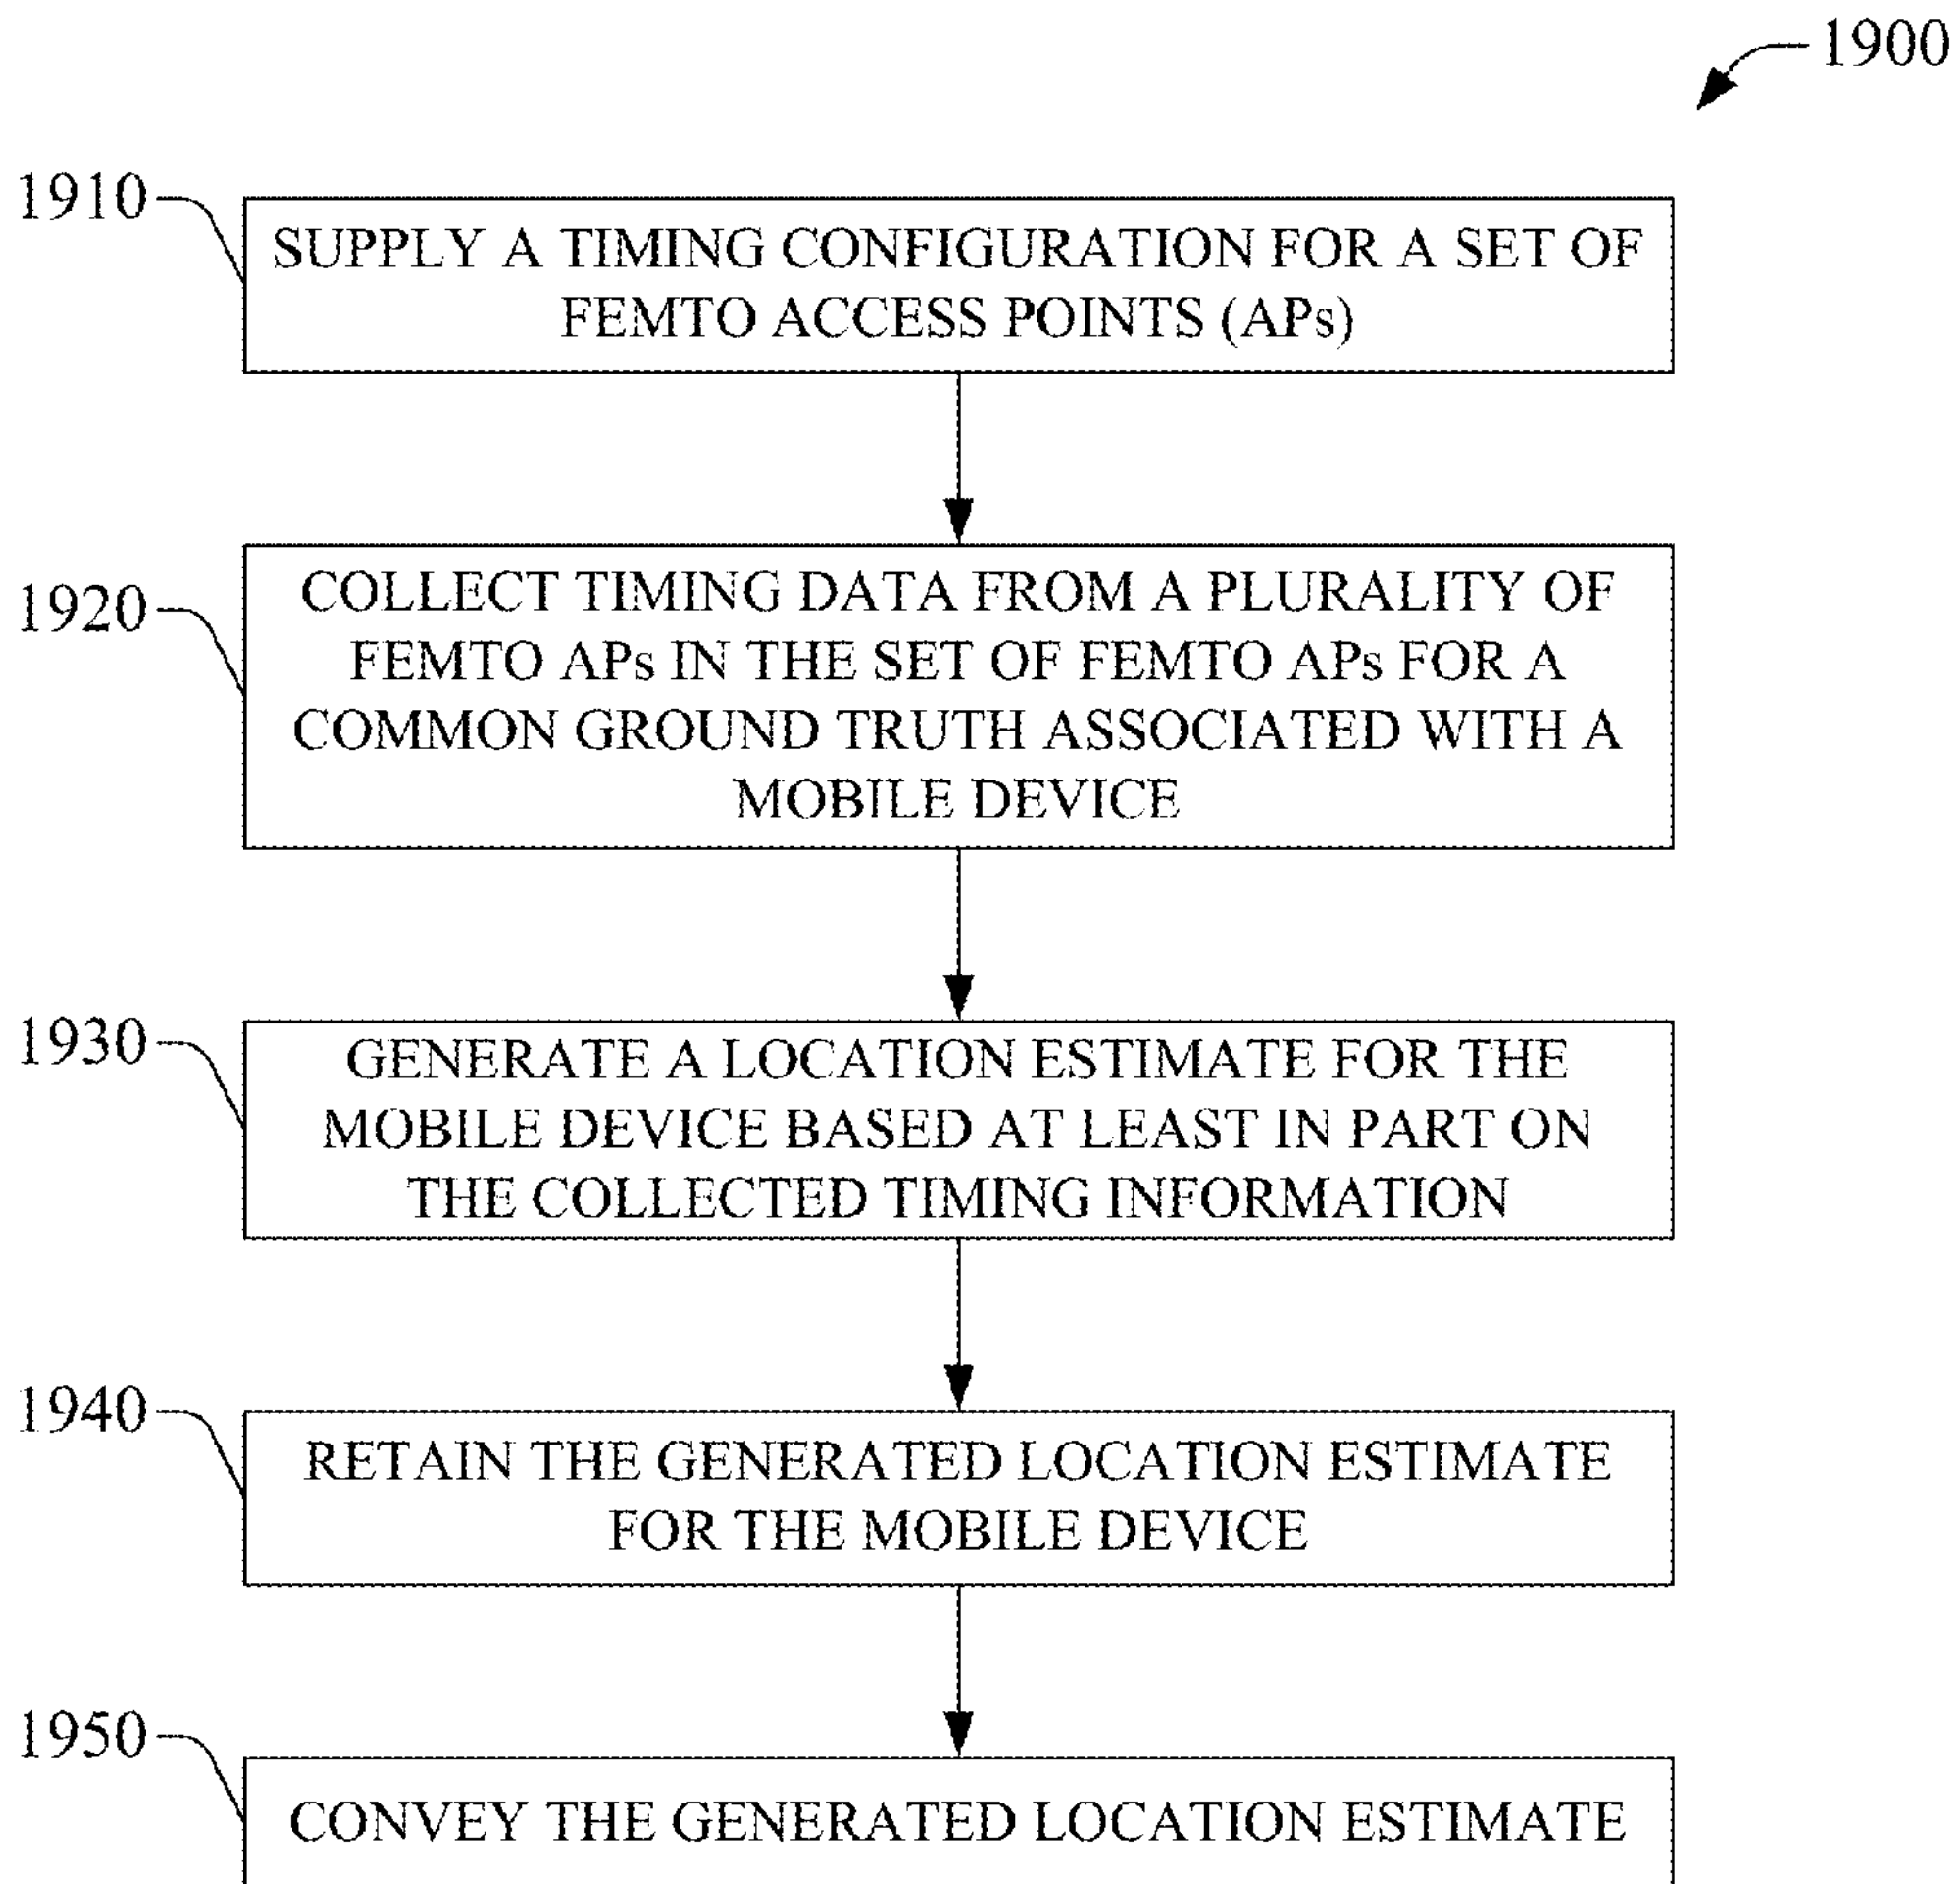 1900
1910
SUPPLY A TIMING CONFIGURATION FOR A SET OF
FEMTO ACCESS POINTS (APs)
1920
COLLECT TIMING DATA FROM A PLURALITY OF
FEMTO APs IN THE SET OF FEMTO APs FOR A
COMMON GROUND TRUTH ASSOCIATED WITH A
MOBILE DEVICE
1930
GENERATE A LOCATION ESTIMATE FOR THE
MOBILE DEVICE BASED AT LEAST IN PART ON
THE COLLECTED TIMING INFORMATION
1940
RETAIN THE GENERATED LOCATION ESTIMATE
FOR THE MOBILE DEVICE
1950
CONVEY THE GENERATED LOCATION ESTIMATE